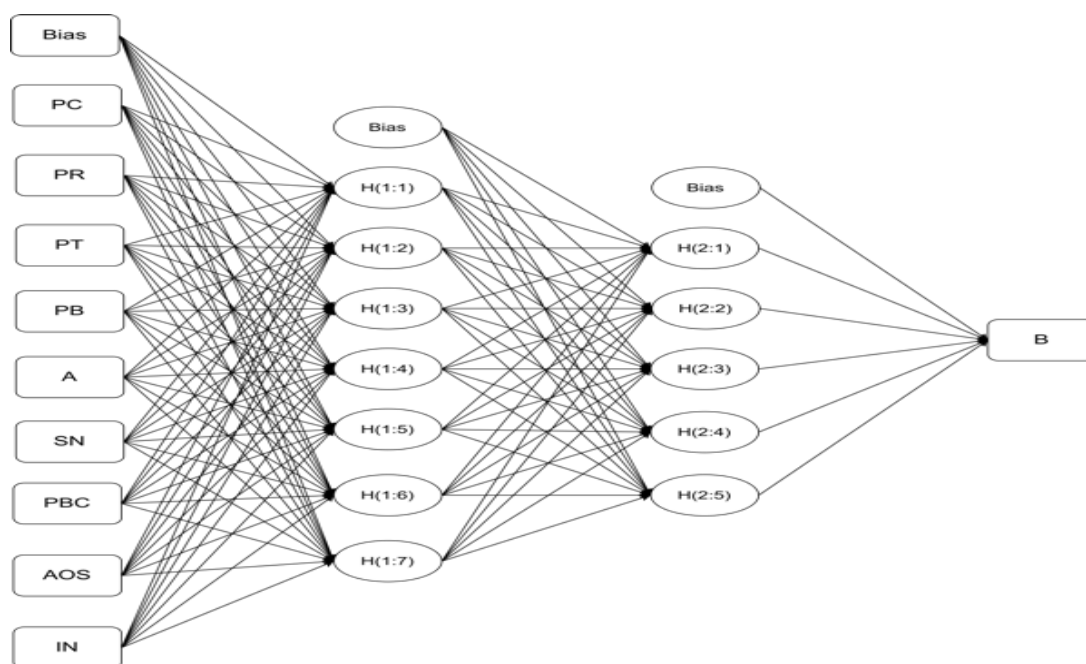 Bias
PC
PR
PT
PB
A
SN
PBC
AOS
IN
Bias
H(1:1)
H(1:2)
H(1:3)
H(1:4)
H(1:5)
H(1:6)
H(1:7)
Bias
H(2:1)
H(2:2)
H(2:3)
H(2:4)
H(2:5)
B